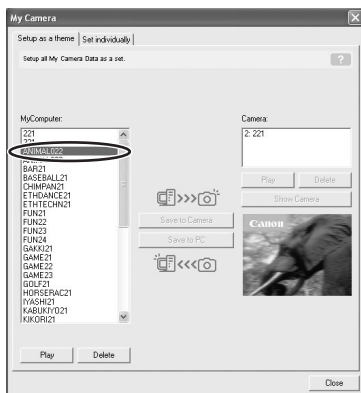 My Camera
Setup as a theme
Set individually
Setup all My Camera Data as a set.
?
MyComputer:
221
221
ANIMAL022
BAR21
BASEBALL21
CHIMPAN21
ETHDANCE21
ETHTECHN21
FUN21
FUN22
FUN23
FUN24
GAKKI21
GAME21
GAME22
GAME23
GOLF21
HORSERAC21
IYASHI21
KABUKIYO21
KIKORI21
Play
Delete
>>>
Save to Camera
Save to PC
<<<
Camera:
2: 221
Play
Delete
Show Camera
Canon
Close